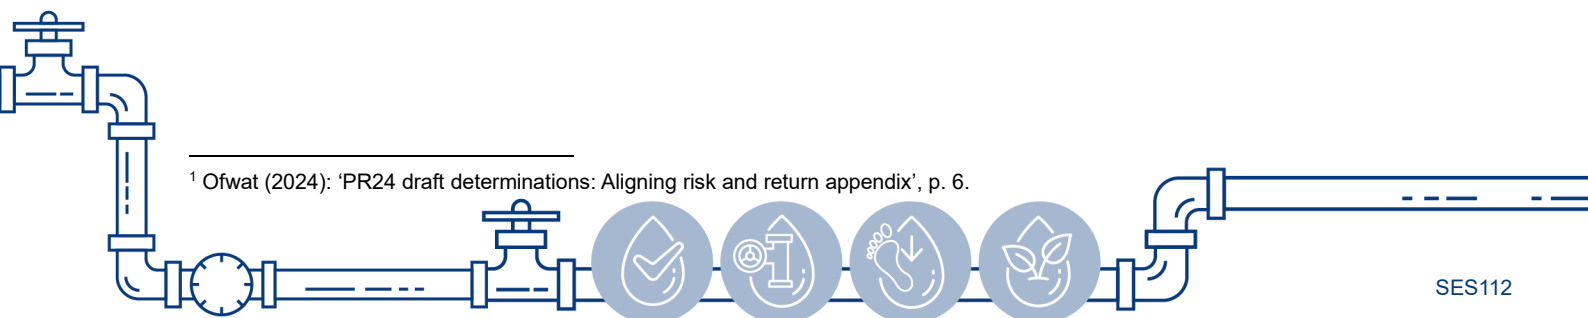 1 Ofwat (2024): ‘PR24 draft determinations: Aligning risk and return appendix’, p. 6.
SES112